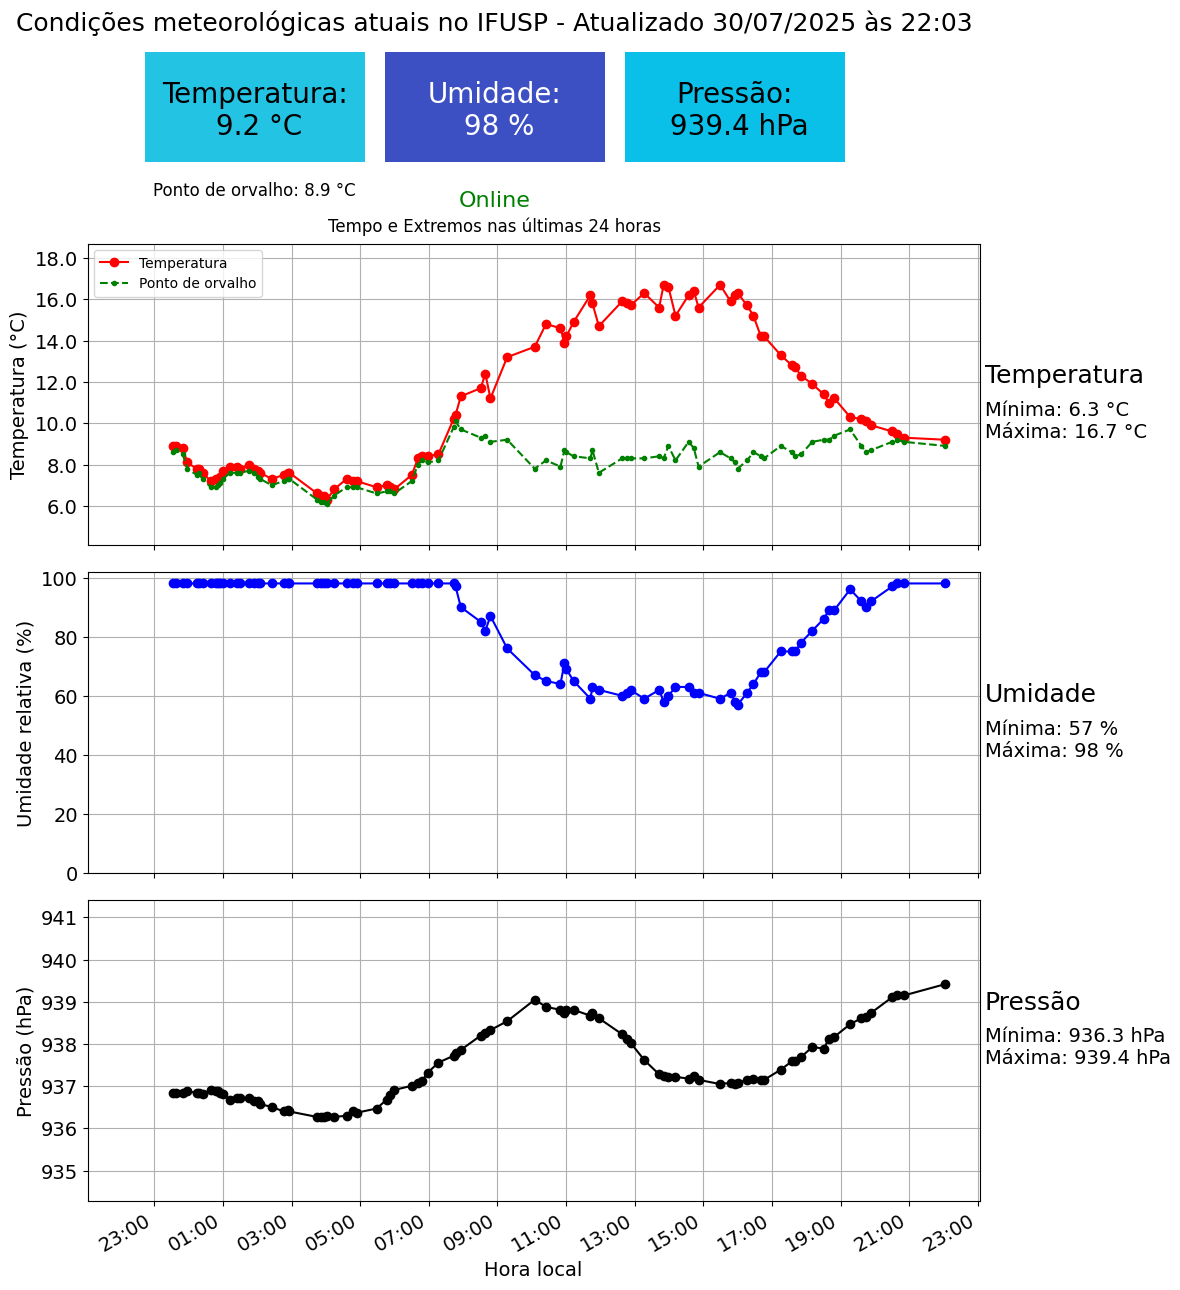 Condições meteorológicas atuais no IFUSP - Atualizado 30/07/2025 às 22:03
Temperatura:
9.2 °C
Umidade:
98 %
Pressão:
939.4 hPa
Ponto de orvalho: 8.9 °C
Online
Tempo e Extremos nas últimas 24 horas
Temperatura
Ponto de orvalho
Temperatura (°C)
18.0
16.0
14.0
12.0
10.0
8.0
6.0
Temperatura
Mínima: 6.3 °C
Máxima: 16.7 °C
Umidade relativa (%)
100
80
60
40
20
0
Umidade
Mínima: 57 %
Máxima: 98 %
Pressão (hPa)
941
940
939
938
937
936
935
Pressão
Mínima: 936.3 hPa
Máxima: 939.4 hPa
23:00 01:00 03:00 05:00 07:00 09:00 11:00 13:00 15:00 17:00 19:00 21:00 23:00
Hora local